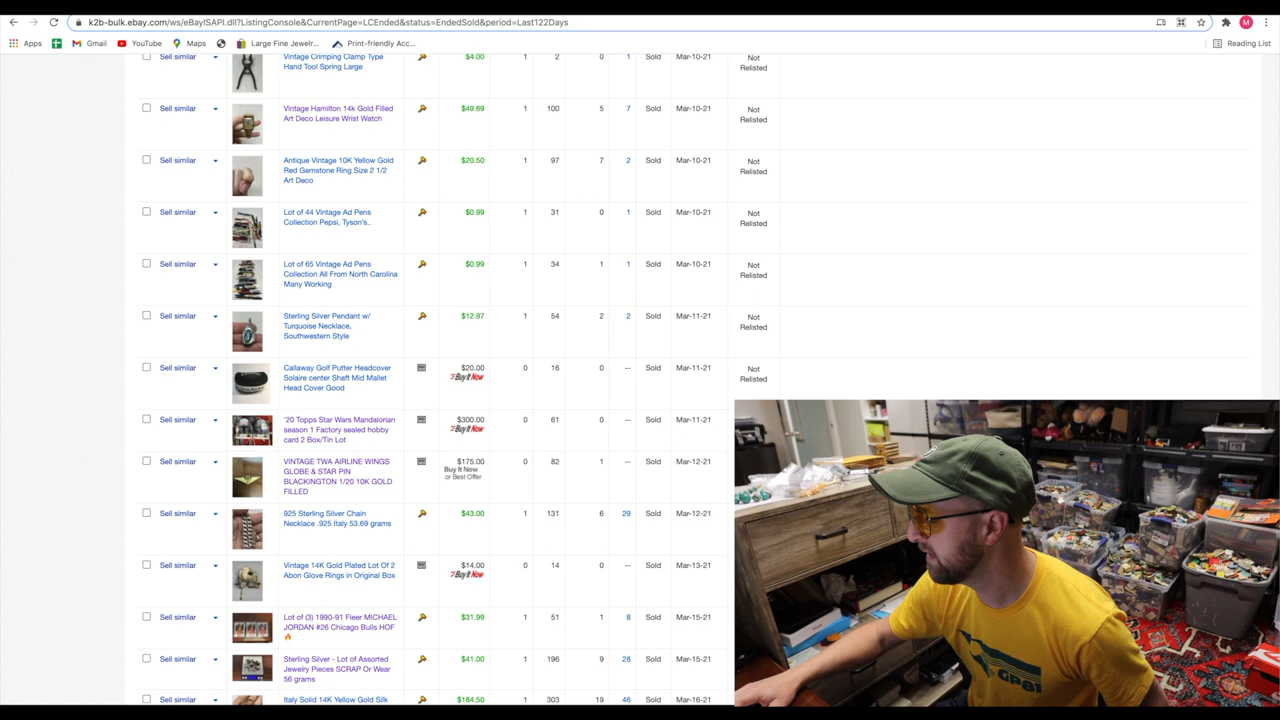 k2b-bulk.ebay.com/ws/eBayISAPI.dll?ListingConsole&CurrentPage=LCEnded&status=EndedSold&period=Last122Days
M
Apps Gmail YouTube Maps Large Fine Jewelr... Print-friendly Acc... Reading List
Sell similar Vintage Crimping Clamp Type $4.00 1 2 0 1 Sold Mar-10-21 Not
Hand Tool Spring Large Relisted
Sell similar Vintage Hamilton 14k Gold Filled $49.69 1 100 5 7 Sold Mar-10-21 Not
Art Deco Leisure Wrist Watch Relisted
Sell similar Antique Vintage 10K Yellow Gold $20.50 1 97 7 2 Sold Mar-10-21 Not
Red Gemstone Ring Size 2 1/2 Relisted
Art Deco
Sell similar Lot of 44 Vintage Ad Pens $0.99 1 31 0 1 Sold Mar-10-21 Not
Collection Pepsi, Tyson's.. Relisted
Sell similar Lot of 65 Vintage Ad Pens $0.99 1 34 1 1 Sold Mar-10-21 Not
Collection All From North Carolina Relisted
Many Working
Sell similar Sterling Silver Pendant w/ $12.97 1 54 2 2 Sold Mar-11-21 Not
Turquoise Necklace, Relisted
Southwestern Style
Sell similar Callaway Golf Putter Headcover $20.00 0 16 0 -- Sold Mar-11-21 Not
Solaire center Shaft Mid Mallet Buy It Now Relisted
Head Cover Good
Sell similar '20 Topps Star Wars Mandalorian $300.00 0 61 0 -- Sold Mar-11-21
season 1 Factory sealed hobby Buy It Now
card 2 Box/Tin Lot
Sell similar VINTAGE TWA AIRLINE WINGS $175.00 0 82 1 -- Sold Mar-12-21
GLOBE & STAR PIN Buy It Now
BLACKINGTON 1/20 10K GOLD or Best Offer
FILLED
Sell similar 925 Sterling Silver Chain $43.00 1 131 6 29 Sold Mar-12-21
Necklace .925 Italy 53.69 grams
Sell similar Vintage 14K Gold Plated Lot Of 2 $14.00 0 14 0 -- Sold Mar-13-21
Abon Glove Rings in Original Box Buy It Now
Sell similar Lot of (3) 1990-91 Fleer MICHAEL $31.99 1 51 1 8 Sold Mar-15-21
JORDAN #26 Chicago Bulls HOF
🔥
Sell similar Sterling Silver - Lot of Assorted $41.00 1 196 9 28 Sold Mar-15-21
Jewelry Pieces SCRAP Or Wear
56 grams
Sell similar Italy Solid 14K Yellow Gold Silk $184.50 1 303 19 46 Sold Mar-16-21